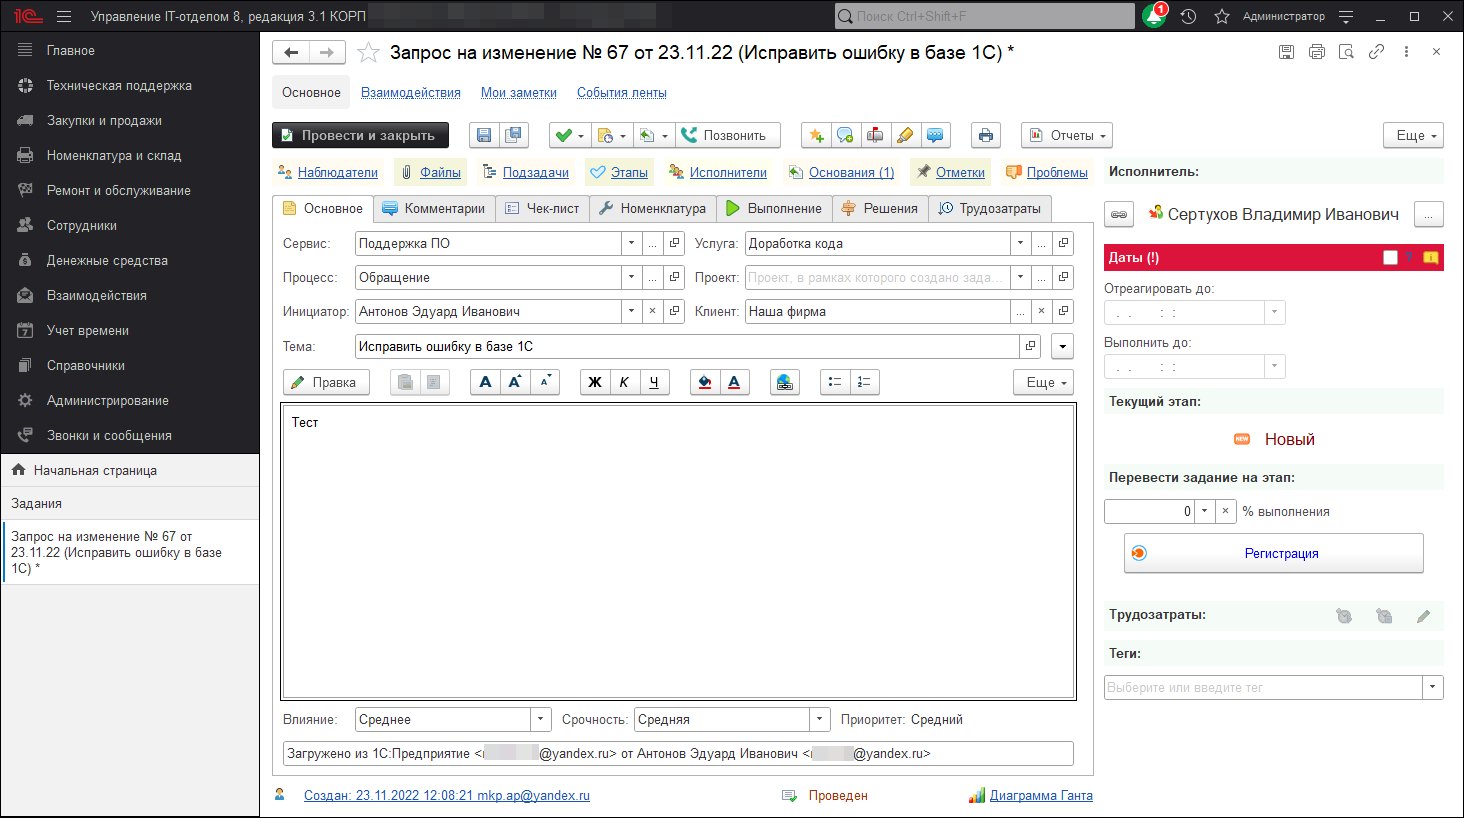 1С Управление IT-отделом 8, редакция 3.1 КОРП Поиск Ctrl+Shift+F 1 Администратор
Главное
Техническая поддержка
Закупки и продажи
Номенклатура и склад
Ремонт и обслуживание
Сотрудники
Денежные средства
Взаимодействия
Учет времени
Справочники
Администрирование
Звонки и сообщения
Начальная страница
Задания
Запрос на изменение № 67 от
23.11.22 (Исправить ошибку в базе
1С) *
Запрос на изменение № 67 от 23.11.22 (Исправить ошибку в базе 1С) *
Основное Взаимодействия Мои заметки События ленты
Провести и закрыть Позвонить Отчеты Еще
Наблюдатели Файлы Подзадачи Этапы Исполнители Основания (1) Отметки Проблемы
Основное Комментарии Чек-лист Номенклатура Выполнение Решения Трудозатраты
Сервис: Поддержка ПО ... Услуга: Доработка кода ...
Процесс: Обращение ... Проект: Проект, в рамках которого создано зада... ...
Инициатор: Антонов Эдуард Иванович × Клиент: Наша фирма ... ×
Тема: Исправить ошибку в базе 1С
Правка A A A Ж К Ч A Еще
Тест
Влияние: Среднее Срочность: Средняя Приоритет: Средний
Загружено из 1С:Предприятие < @yandex.ru> от Антонов Эдуард Иванович < @yandex.ru>
Создан: 23.11.2022 12:08:21 mkp.ap@yandex.ru Проведен Диаграмма Ганта
Исполнитель:
Сертухов Владимир Иванович ...
Даты (!) ?
Отреагировать до:
. . : :
Выполнить до:
. . : :
Текущий этап:
NEW Новый
Перевести задание на этап:
0 × % выполнения
Регистрация
Трудозатраты:
Теги:
Выберите или введите тег